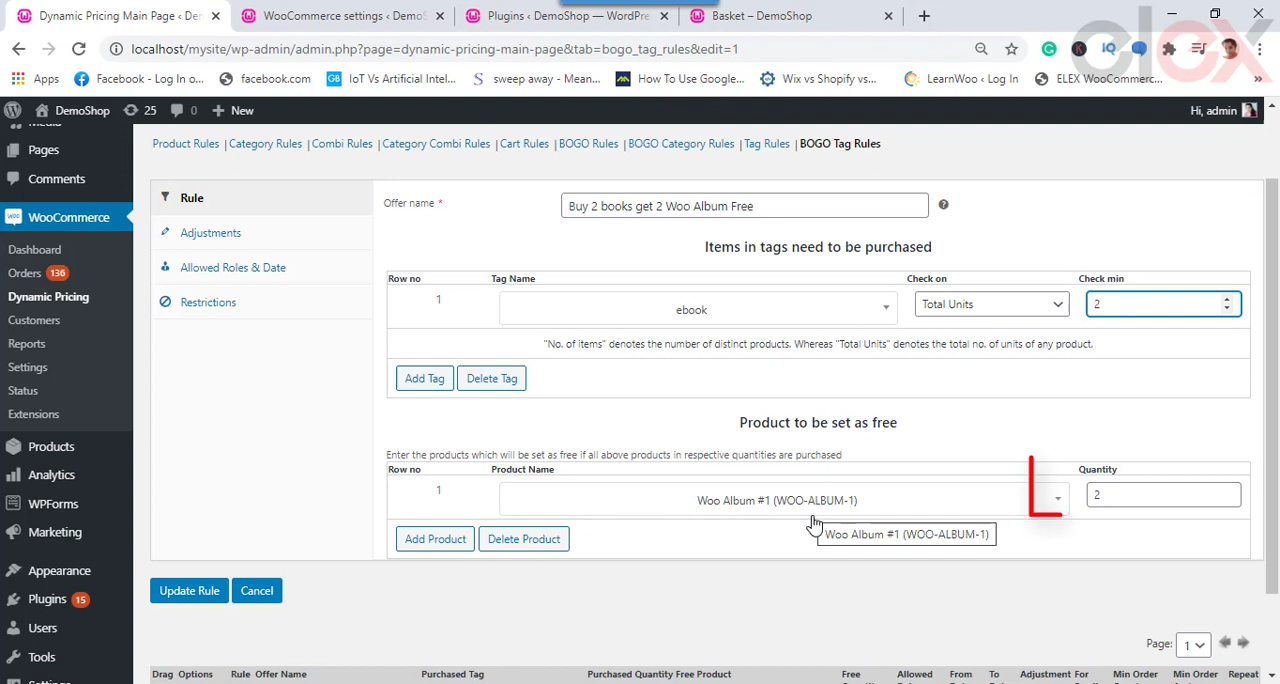 Dynamic Pricing Main Page ‹ Dem
WooCommerce settings ‹ DemoS
Plugins ‹ DemoShop — WordPre
Basket – DemoShop
localhost/mysite/wp-admin/admin.php?page=dynamic-pricing-main-page&tab=bogo_tag_rules&edit=1
elex
Apps
Facebook - Log In o...
facebook.com
IoT Vs Artificial Intel...
sweep away - Mean...
How To Use Google...
Wix vs Shopify vs...
LearnWoo ‹ Log In
ELEX WooCommerc...
DemoShop
25
0
New
Hi, admin
Media
Pages
Comments
WooCommerce
Dashboard
Orders 136
Dynamic Pricing
Customers
Reports
Settings
Status
Extensions
Products
Analytics
WPForms
Marketing
Appearance
Plugins 15
Users
Tools
Settings
Product Rules | Category Rules | Combi Rules | Category Combi Rules | Cart Rules | BOGO Rules | BOGO Category Rules | Tag Rules | BOGO Tag Rules
Rule
Adjustments
Allowed Roles & Date
Restrictions
Offer name *
Buy 2 books get 2 Woo Album Free
Items in tags need to be purchased
Row no Tag Name Check on Check min
1 ebook Total Units 2
"No. of items" denotes the number of distinct products. Whereas "Total Units" denotes the total no. of units of any product.
Add Tag Delete Tag
Product to be set as free
Enter the products which will be set as free if all above products in respective quantities are purchased
Row no Product Name Quantity
1 Woo Album #1 (WOO-ALBUM-1) 2
Woo Album #1 (WOO-ALBUM-1)
Add Product Delete Product
Update Rule Cancel
Page: 1
Drag Options Rule Offer Name Purchased Tag Purchased Quantity Free Product Free Allowed From To Adjustment For Min Order Min Order Repeat